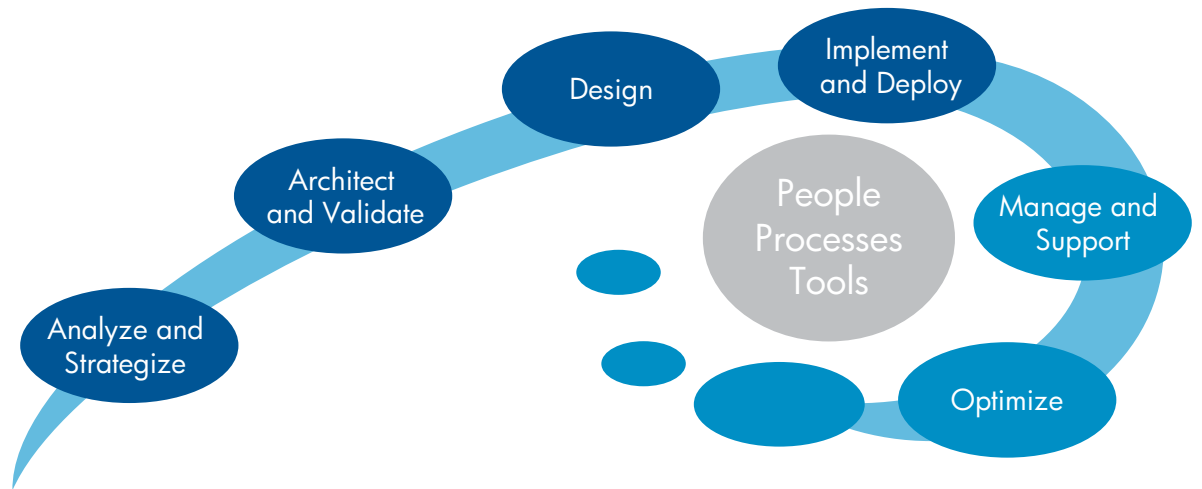 Implement
and Deploy
Design
Architect
and Validate
People
Processes
Tools
Manage and
Support
Analyze and
Strategize
Optimize